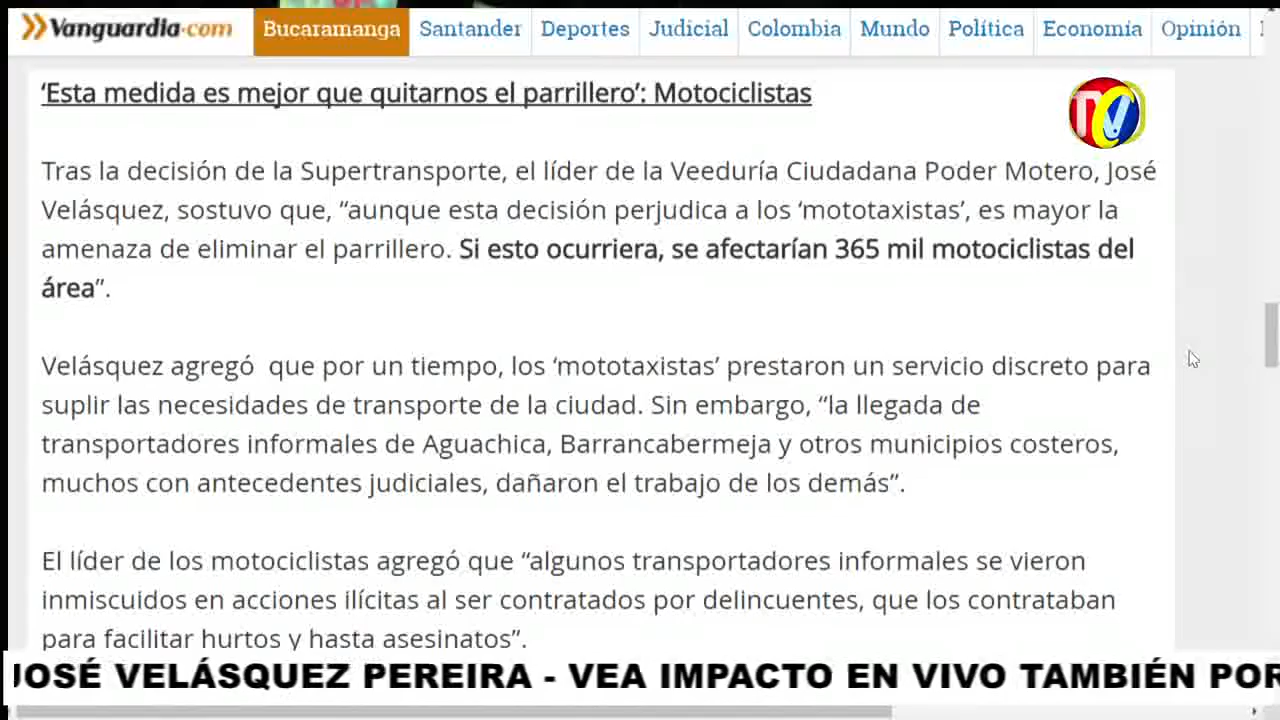 Vanguardia.com Bucaramanga Santander Deportes Judicial Colombia Mundo Política Economía Opinión
‘Esta medida es mejor que quitarnos el parrillero’: Motociclistas
TVC
Tras la decisión de la Supertransporte, el líder de la Veeduría Ciudadana Poder Motero, José
Velásquez, sostuvo que, “aunque esta decisión perjudica a los ‘mototaxistas’, es mayor la
amenaza de eliminar el parrillero. Si esto ocurriera, se afectarían 365 mil motociclistas del
área”.
Velásquez agregó  que por un tiempo, los ‘mototaxistas’ prestaron un servicio discreto para
suplir las necesidades de transporte de la ciudad. Sin embargo, “la llegada de
transportadores informales de Aguachica, Barrancabermeja y otros municipios costeros,
muchos con antecedentes judiciales, dañaron el trabajo de los demás”.
El líder de los motociclistas agregó que “algunos transportadores informales se vieron
inmiscuidos en acciones ilícitas al ser contratados por delincuentes, que los contrataban
para facilitar hurtos y hasta asesinatos”.
JOSÉ VELÁSQUEZ PEREIRA - VEA IMPACTO EN VIVO TAMBIÉN POR